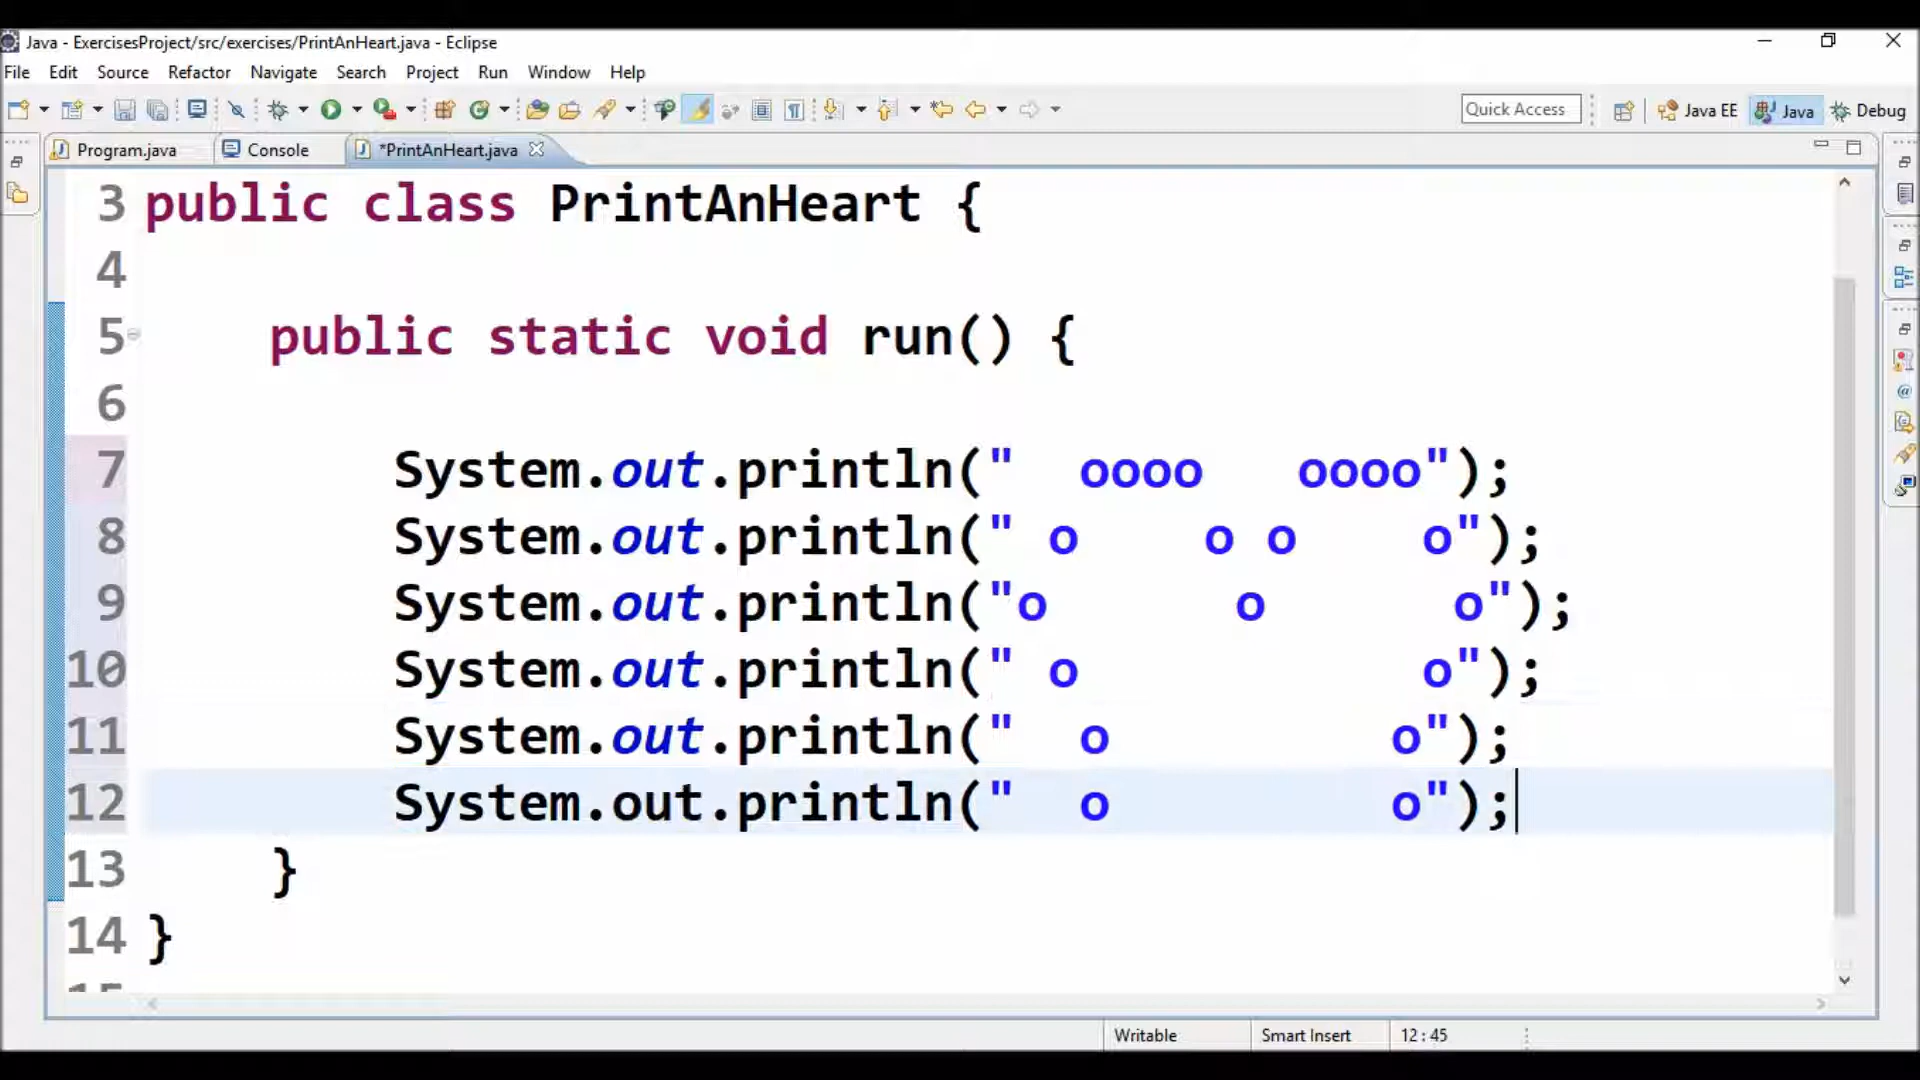 Java - ExercisesProject/src/exercises/PrintAnHeart.java - Eclipse
File Edit Source Refactor Navigate Search Project Run Window Help
Quick Access Java EE Java Debug
Program.java Console *PrintAnHeart.java
3 public class PrintAnHeart {
4
5     public static void run() {
6
7         System.out.println("  oooo   oooo");
8         System.out.println(" o    o o    o");
9         System.out.println("o      o      o");
10         System.out.println(" o           o");
11         System.out.println("  o         o");
12         System.out.println("  o         o");
13     }
14 }
Writable Smart Insert 12 : 45